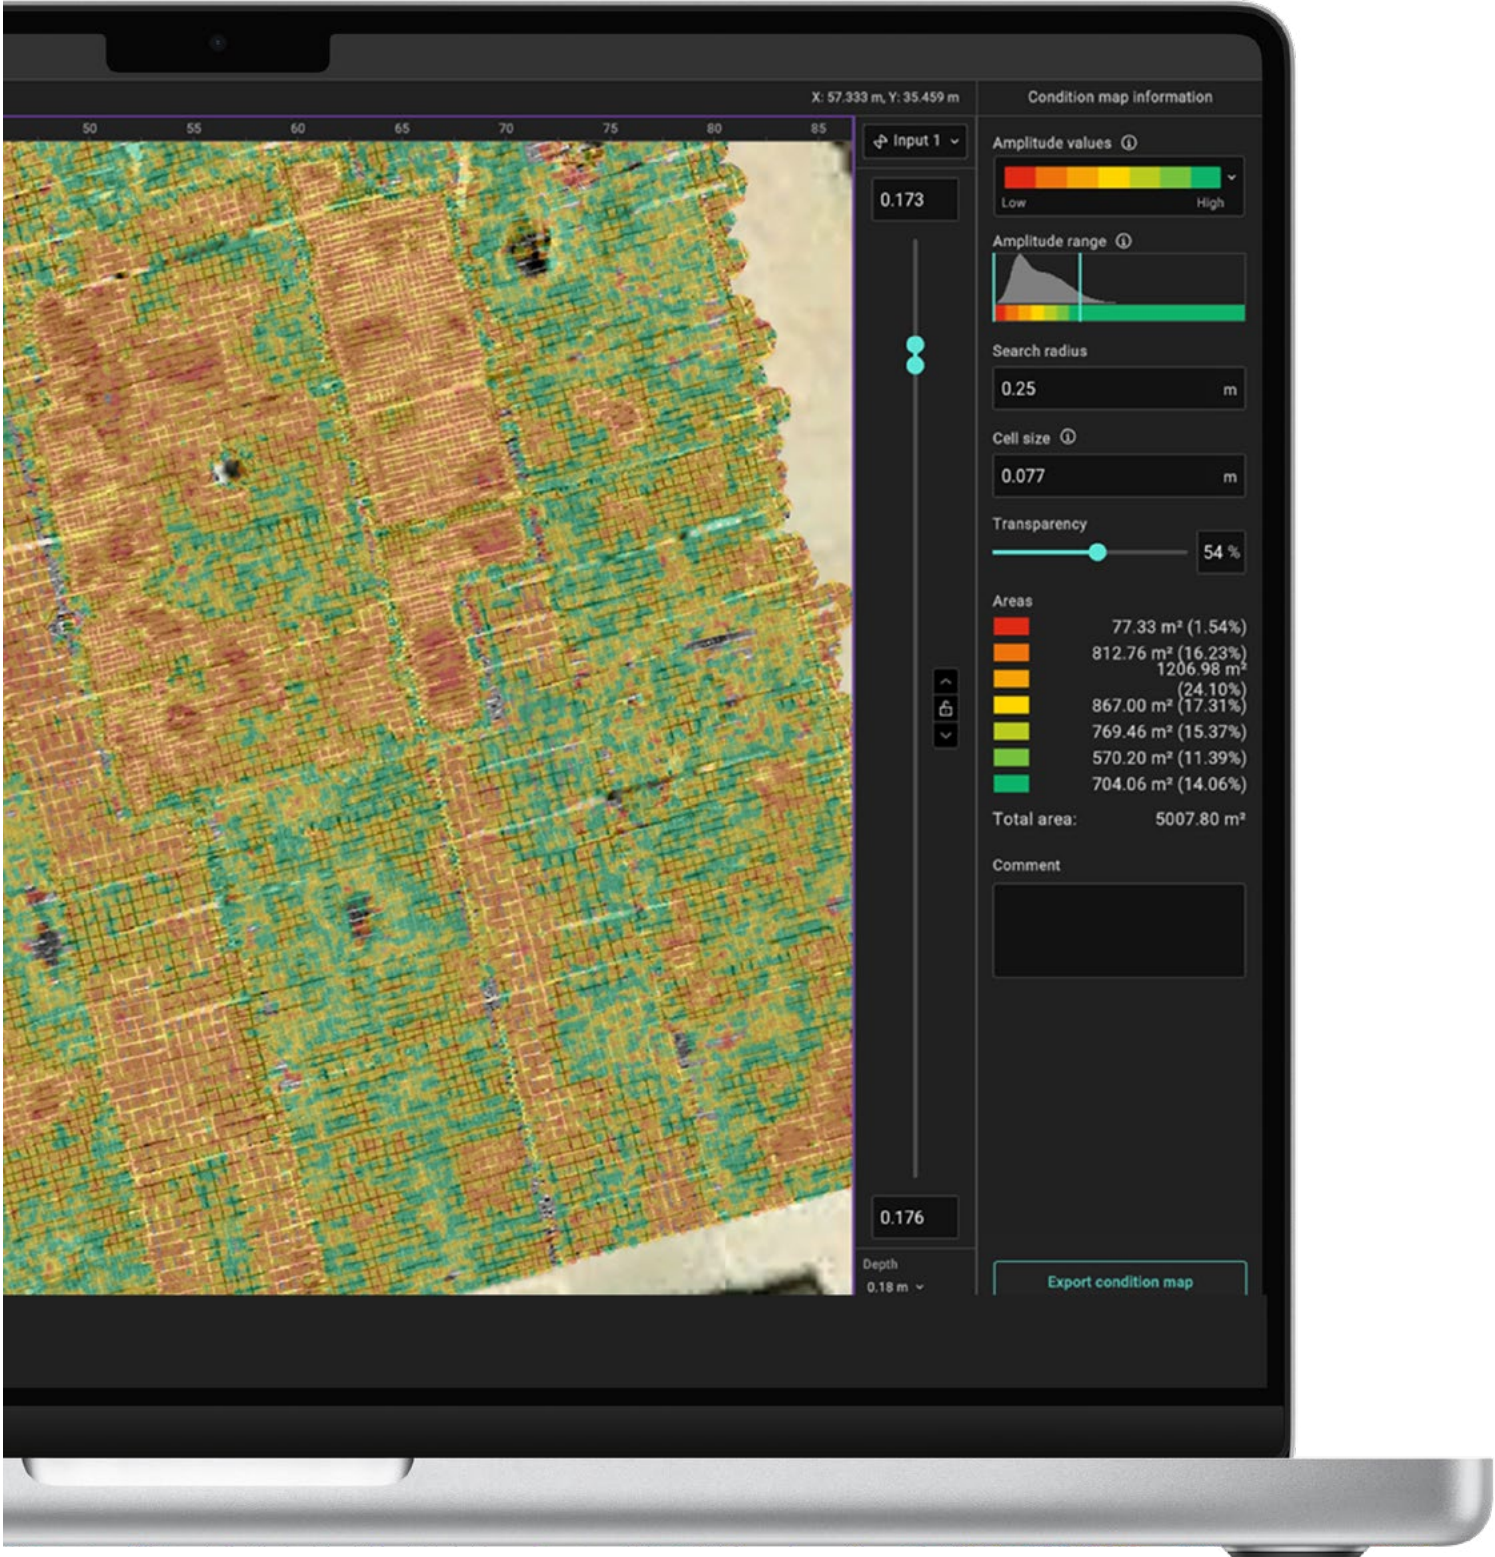 X: 57.333 m, Y: 35.459 m
Condition map information
50 55 60 65 70 75 80 85
Input 1
0.173
Amplitude values
Low High
Amplitude range
Search radius
0.25 m
Cell size
0.077 m
Transparency
54 %
Areas
77.33 m² (1.54%)
812.76 m² (16.23%)
1206.98 m²
(24.10%)
867.00 m² (17.31%)
769.46 m² (15.37%)
570.20 m² (11.39%)
704.06 m² (14.06%)
Total area: 5007.80 m²
Comment
0.176
Depth
0.18 m
Export condition map